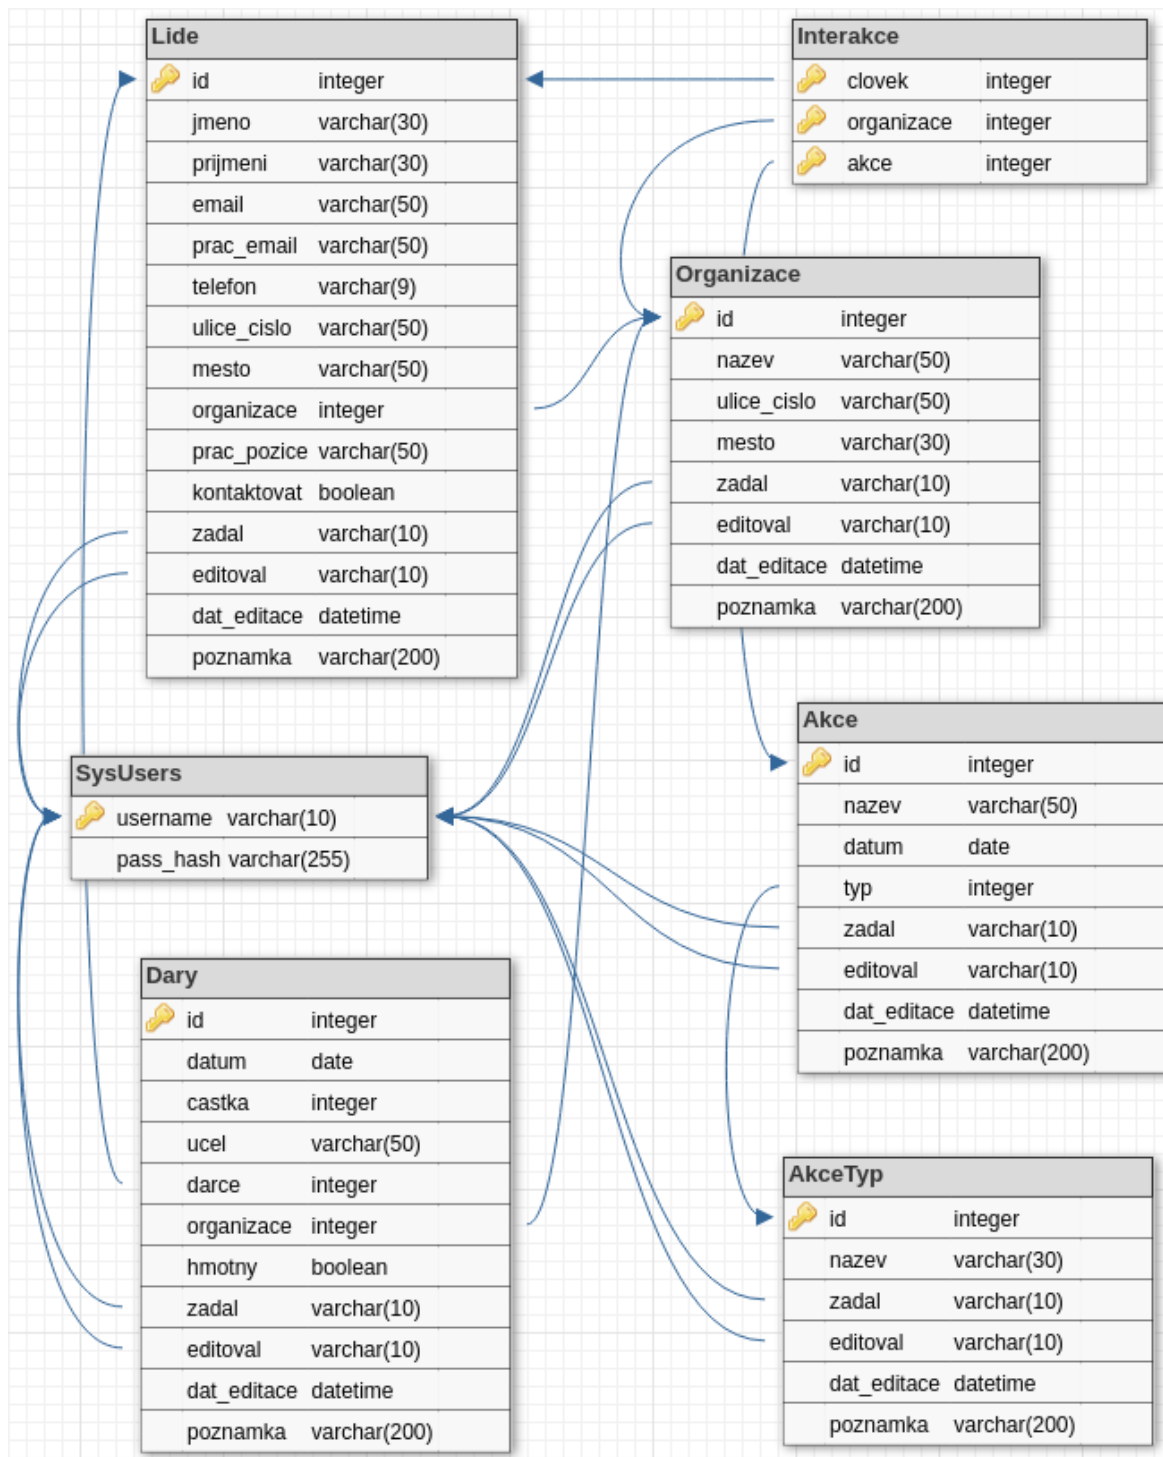 Lide
id integer
jmeno varchar(30)
prijmeni varchar(30)
email varchar(50)
prac_email varchar(50)
telefon varchar(9)
ulice_cislo varchar(50)
mesto varchar(50)
organizace integer
prac_pozice varchar(50)
kontaktovat boolean
zadal varchar(10)
editoval varchar(10)
dat_editace datetime
poznamka varchar(200)
Interakce
clovek integer
organizace integer
akce integer
Organizace
id integer
nazev varchar(50)
ulice_cislo varchar(50)
mesto varchar(30)
zadal varchar(10)
editoval varchar(10)
dat_editace datetime
poznamka varchar(200)
SysUsers
username varchar(10)
pass_hash varchar(255)
Akce
id integer
nazev varchar(50)
datum date
typ integer
zadal varchar(10)
editoval varchar(10)
dat_editace datetime
poznamka varchar(200)
Dary
id integer
datum date
castka integer
ucel varchar(50)
darce integer
organizace integer
hmotny boolean
zadal varchar(10)
editoval varchar(10)
dat_editace datetime
poznamka varchar(200)
AkceTyp
id integer
nazev varchar(30)
zadal varchar(10)
editoval varchar(10)
dat_editace datetime
poznamka varchar(200)